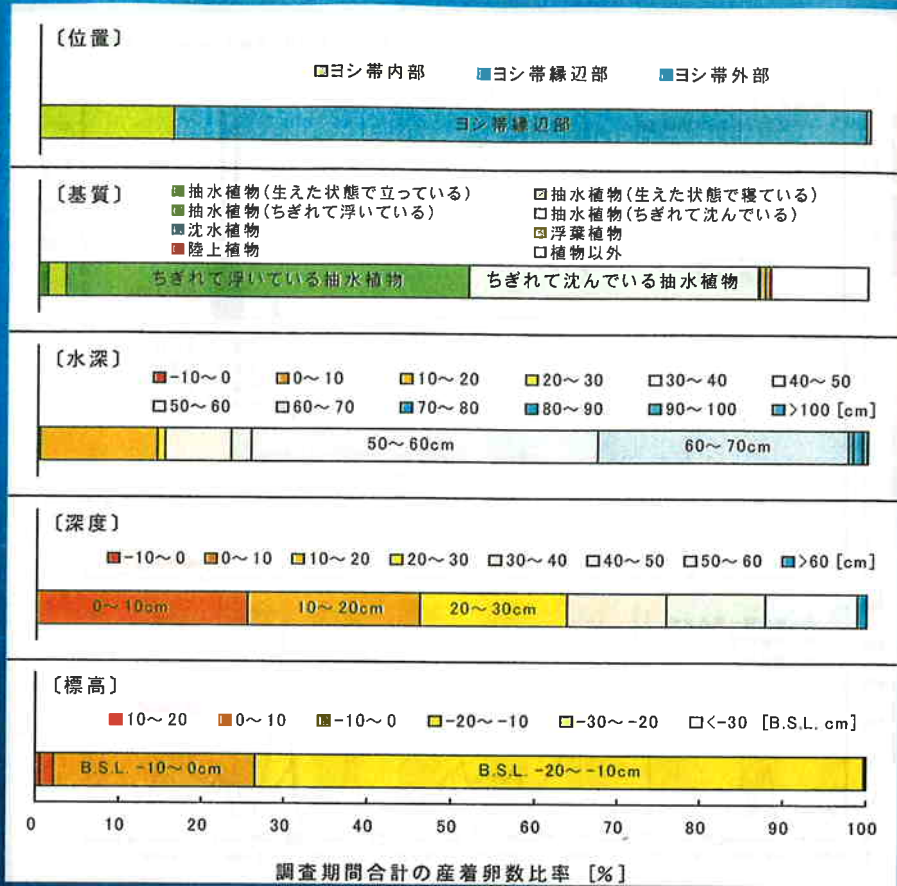 〔位置〕
ヨシ帯内部 ヨシ帯縁辺部 ヨシ帯外部
ヨシ帯縁辺部
〔基質〕
抽水植物(生えた状態で立っている) 抽水植物(生えた状態で寝ている)
抽水植物(ちぎれて浮いている) 抽水植物(ちぎれて沈んでいる)
沈水植物 浮葉植物
陸上植物 植物以外
ちぎれて浮いている抽水植物 ちぎれて沈んでいる抽水植物
〔水深〕
-10~0 0~10 10~20 20~30 30~40 40~50
50~60 60~70 70~80 80~90 90~100 >100 [cm]
50~60cm 60~70cm
〔深度〕
-10~0 0~10 10~20 20~30 30~40 40~50 50~60 >60 [cm]
0~10cm 10~20cm 20~30cm
〔標高〕
10~20 0~10 -10~0 -20~-10 -30~-20 <-30 [B.S.L. cm]
B.S.L. -10~0cm B.S.L. -20~-10cm
0 10 20 30 40 50 60 70 80 90 100
調査期間合計の産着卵数比率 [%]